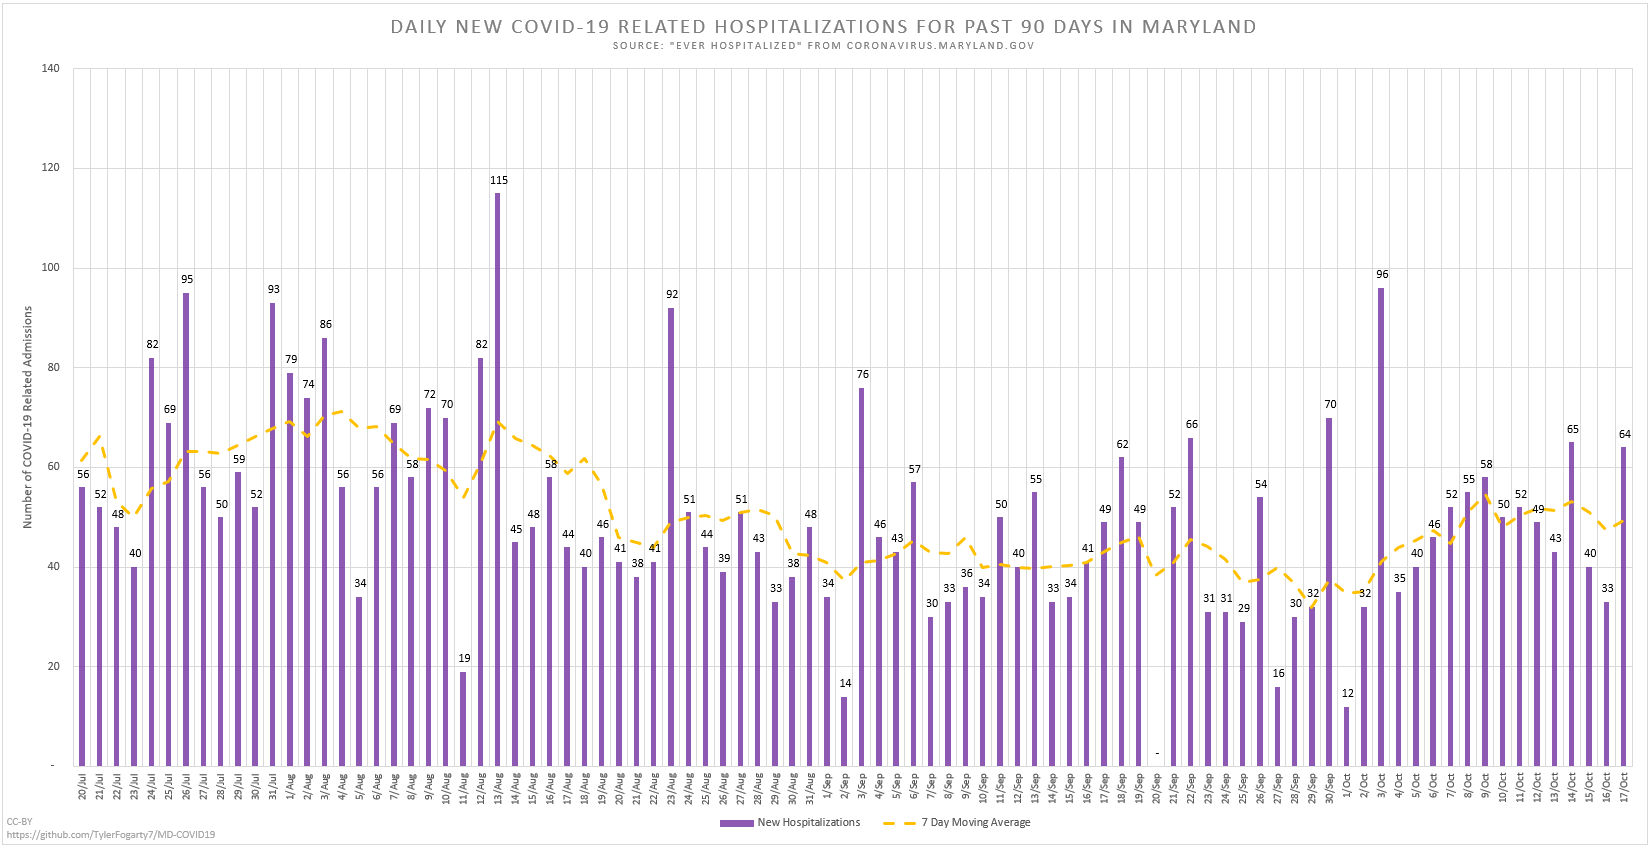 DAILY NEW COVID-19 RELATED HOSPITALIZATIONS FOR PAST 90 DAYS IN MARYLAND
SOURCE: "EVER HOSPITALIZED" FROM CORONAVIRUS.MARYLAND.GOV
Number of COVID-19 Related Admissions
140
120
100
80
60
40
20
-
56 52 48 40 82 69 95 56 50 59 52 93 79 74 86 56 34 56 69 58 72 70 19 82 115 45 48 58 44 40 46 41 38 41 92 51 44 39 51 43 33 38 48 34 14 76 46 43 57 30 33 36 34 50 40 55 33 34 41 49 62 49 - 52 66 31 31 29 54 16 30 32 70 12 32 96 35 40 46 52 55 58 50 52 49 43 65 40 33 64
20/Jul 21/Jul 22/Jul 23/Jul 24/Jul 25/Jul 26/Jul 27/Jul 28/Jul 29/Jul 30/Jul 31/Jul 1/Aug 2/Aug 3/Aug 4/Aug 5/Aug 6/Aug 7/Aug 8/Aug 9/Aug 10/Aug 11/Aug 12/Aug 13/Aug 14/Aug 15/Aug 16/Aug 17/Aug 18/Aug 19/Aug 20/Aug 21/Aug 22/Aug 23/Aug 24/Aug 25/Aug 26/Aug 27/Aug 28/Aug 29/Aug 30/Aug 31/Aug 1/Sep 2/Sep 3/Sep 4/Sep 5/Sep 6/Sep 7/Sep 8/Sep 9/Sep 10/Sep 11/Sep 12/Sep 13/Sep 14/Sep 15/Sep 16/Sep 17/Sep 18/Sep 19/Sep 20/Sep 21/Sep 22/Sep 23/Sep 24/Sep 25/Sep 26/Sep 27/Sep 28/Sep 29/Sep 30/Sep 1/Oct 2/Oct 3/Oct 4/Oct 5/Oct 6/Oct 7/Oct 8/Oct 9/Oct 10/Oct 11/Oct 12/Oct 13/Oct 14/Oct 15/Oct 16/Oct 17/Oct
New Hospitalizations 7 Day Moving Average
CC-BY
https://github.com/TylerFogarty7/MD-COVID19